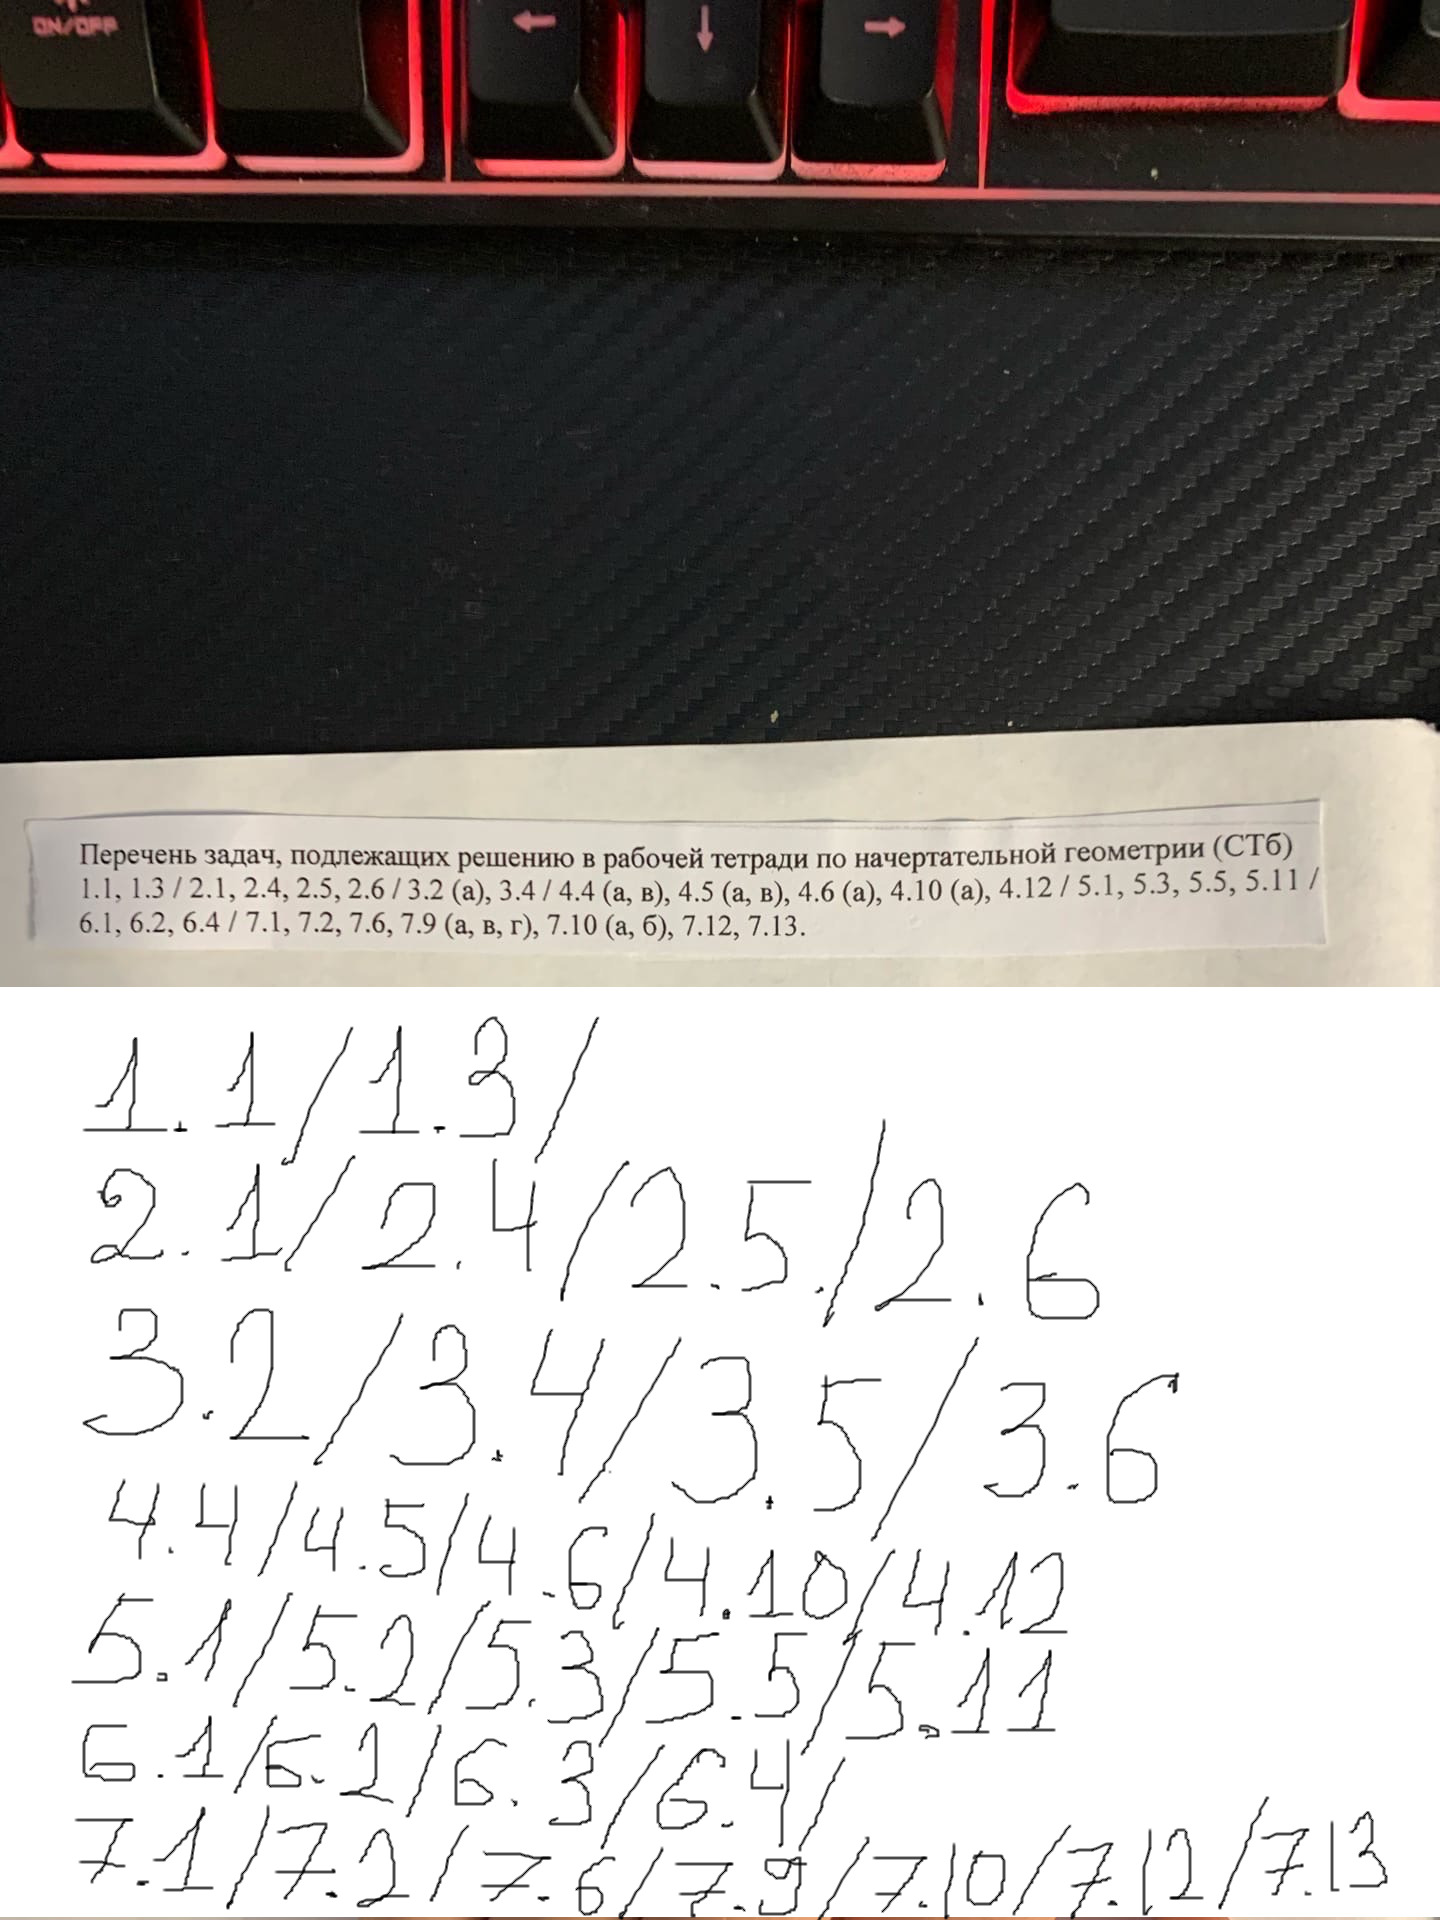 ON/OFF
Перечень задач, подлежащих решению в рабочей тетради по начертательной геометрии (СТб)
1.1, 1.3 / 2.1, 2.4, 2.5, 2.6 / 3.2 (а), 3.4 / 4.4 (а, в), 4.5 (а, в), 4.6 (а), 4.10 (а), 4.12 / 5.1, 5.3, 5.5, 5.11 /
6.1, 6.2, 6.4 / 7.1, 7.2, 7.6, 7.9 (а, в, г), 7.10 (а, б), 7.12, 7.13.
1.1/1.3/
2.1/2.4/2.5./2.6
3.2/3.4/3.5/3.6
4.4/4.5/4.6/4.10/4.12
5.1/5.2/5.3/5.5/5.11
6.1/6.2/6.3/6.4/
7.1/7.2/7.6/7.9/7.10/7.12/7.13